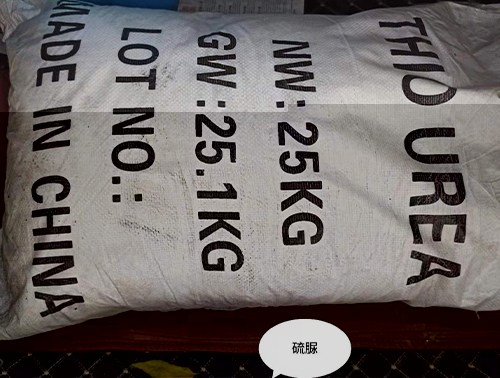 THIO UREA
NW: 25KG
GW:25.1KG
LOT NO.:
MADE IN CHINA
硫脲